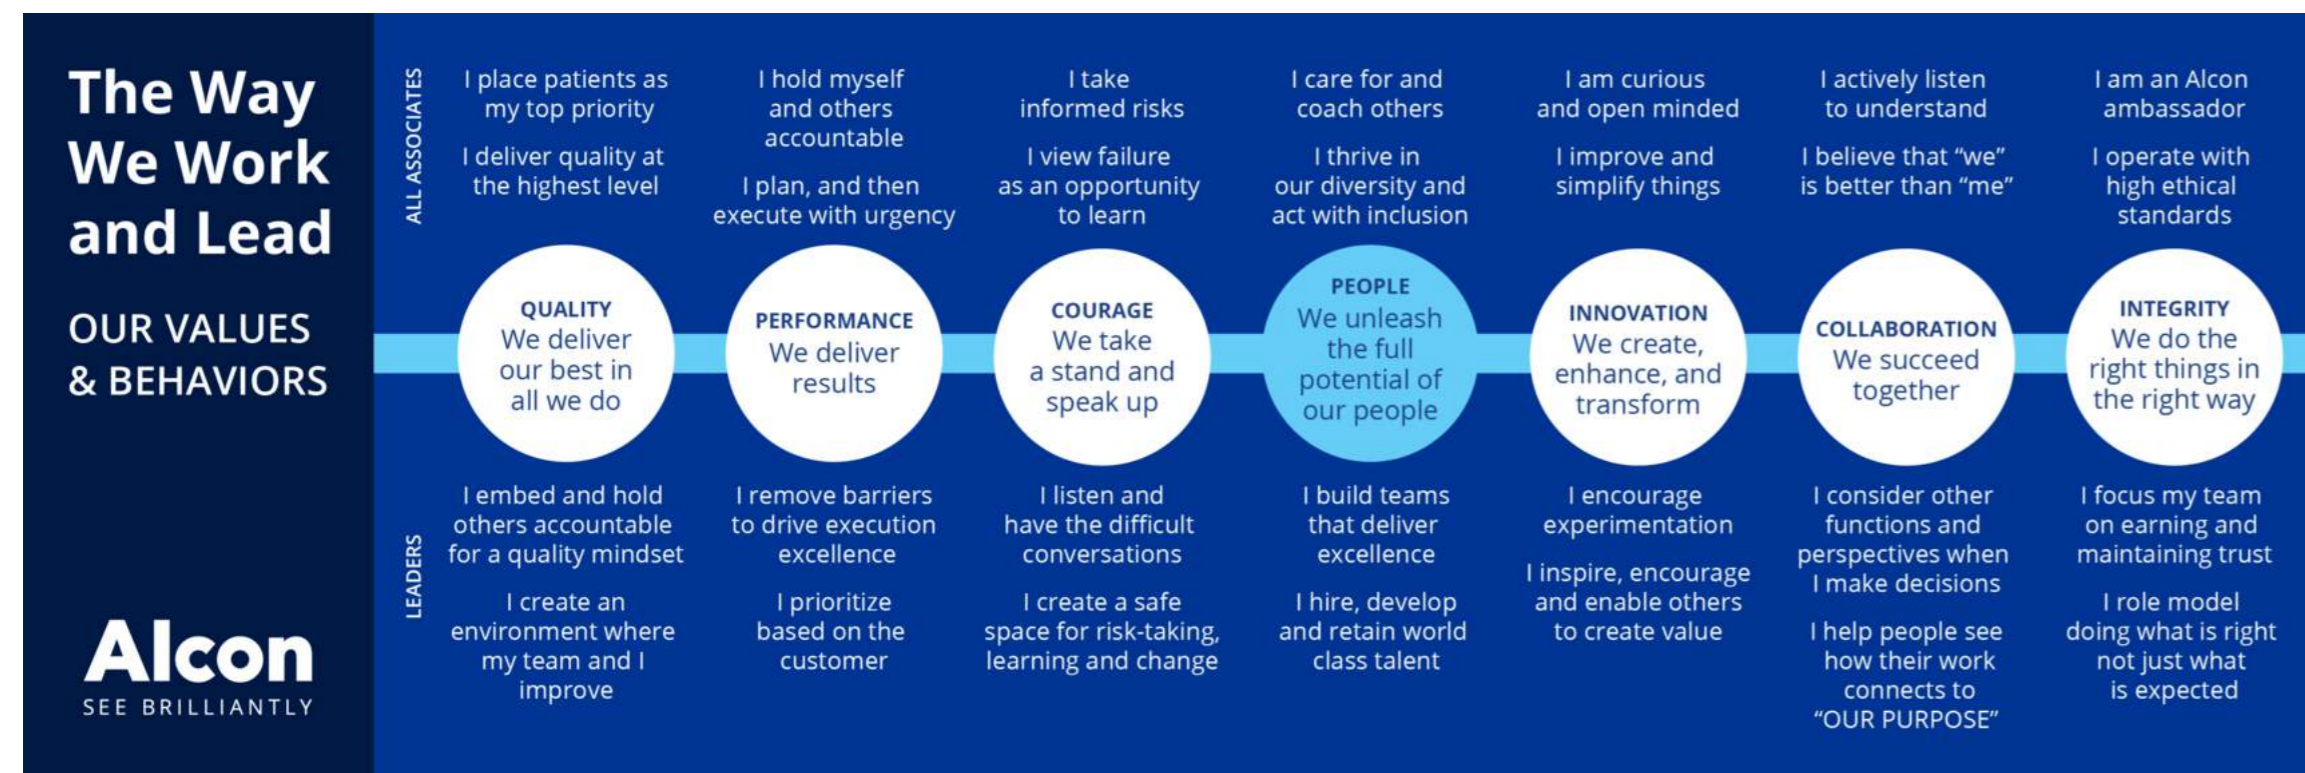 The Way
We Work
and Lead
OUR VALUES
& BEHAVIORS
Alcon
SEE BRILLIANTLY
ALL ASSOCIATES
I place patients as
my top priority
I deliver quality at
the highest level
I hold myself
and others
accountable
I plan, and then
execute with urgency
I take
informed risks
I view failure
as an opportunity
to learn
I care for and
coach others
I thrive in
our diversity and
act with inclusion
I am curious
and open minded
I improve and
simplify things
I actively listen
to understand
I believe that “we”
is better than “me”
I am an Alcon
ambassador
I operate with
high ethical
standards
QUALITY
We deliver
our best in
all we do
PERFORMANCE
We deliver
results
COURAGE
We take
a stand and
speak up
PEOPLE
We unleash
the full
potential of
our people
INNOVATION
We create,
enhance, and
transform
COLLABORATION
We succeed
together
INTEGRITY
We do the
right things in
the right way
LEADERS
I embed and hold
others accountable
for a quality mindset
I create an
environment where
my team and I
improve
I remove barriers
to drive execution
excellence
I prioritize
based on the
customer
I listen and
have the difficult
conversations
I create a safe
space for risk-taking,
learning and change
I build teams
that deliver
excellence
I hire, develop
and retain world
class talent
I encourage
experimentation
I inspire, encourage
and enable others
to create value
I consider other
functions and
perspectives when
I make decisions
I help people see
how their work
connects to
“OUR PURPOSE”
I focus my team
on earning and
maintaining trust
I role model
doing what is right
not just what
is expected